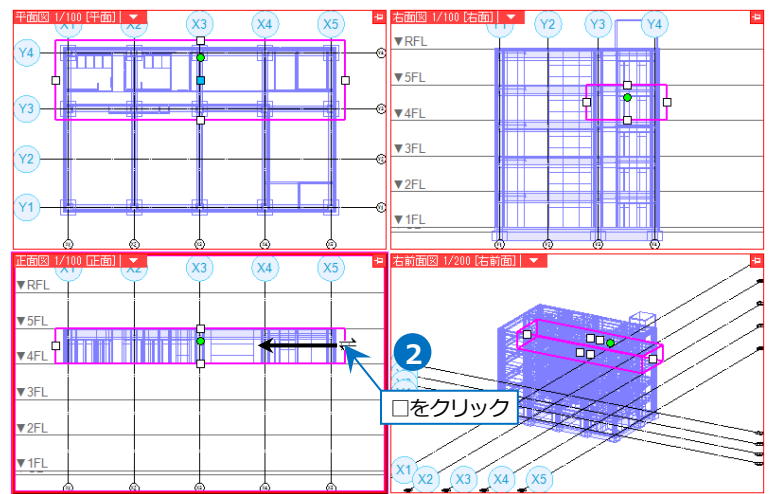 平面図 1/100 [平面]
X1 X2 X3 X4 X5
Y4
Y3
Y2
Y1
右面図 1/100 [右面]
Y1 Y2 Y3 Y4
▼RFL
▼5FL
▼4FL
▼3FL
▼2FL
▼1FL
正面図 1/100 [正面]
X1 X2 X3 X4 X5
▼RFL
▼5FL
▼4FL
▼3FL
▼2FL
▼1FL
右前面図 1/200 [右前面]
2
□をクリック
X1 X2 X3 X4 X5